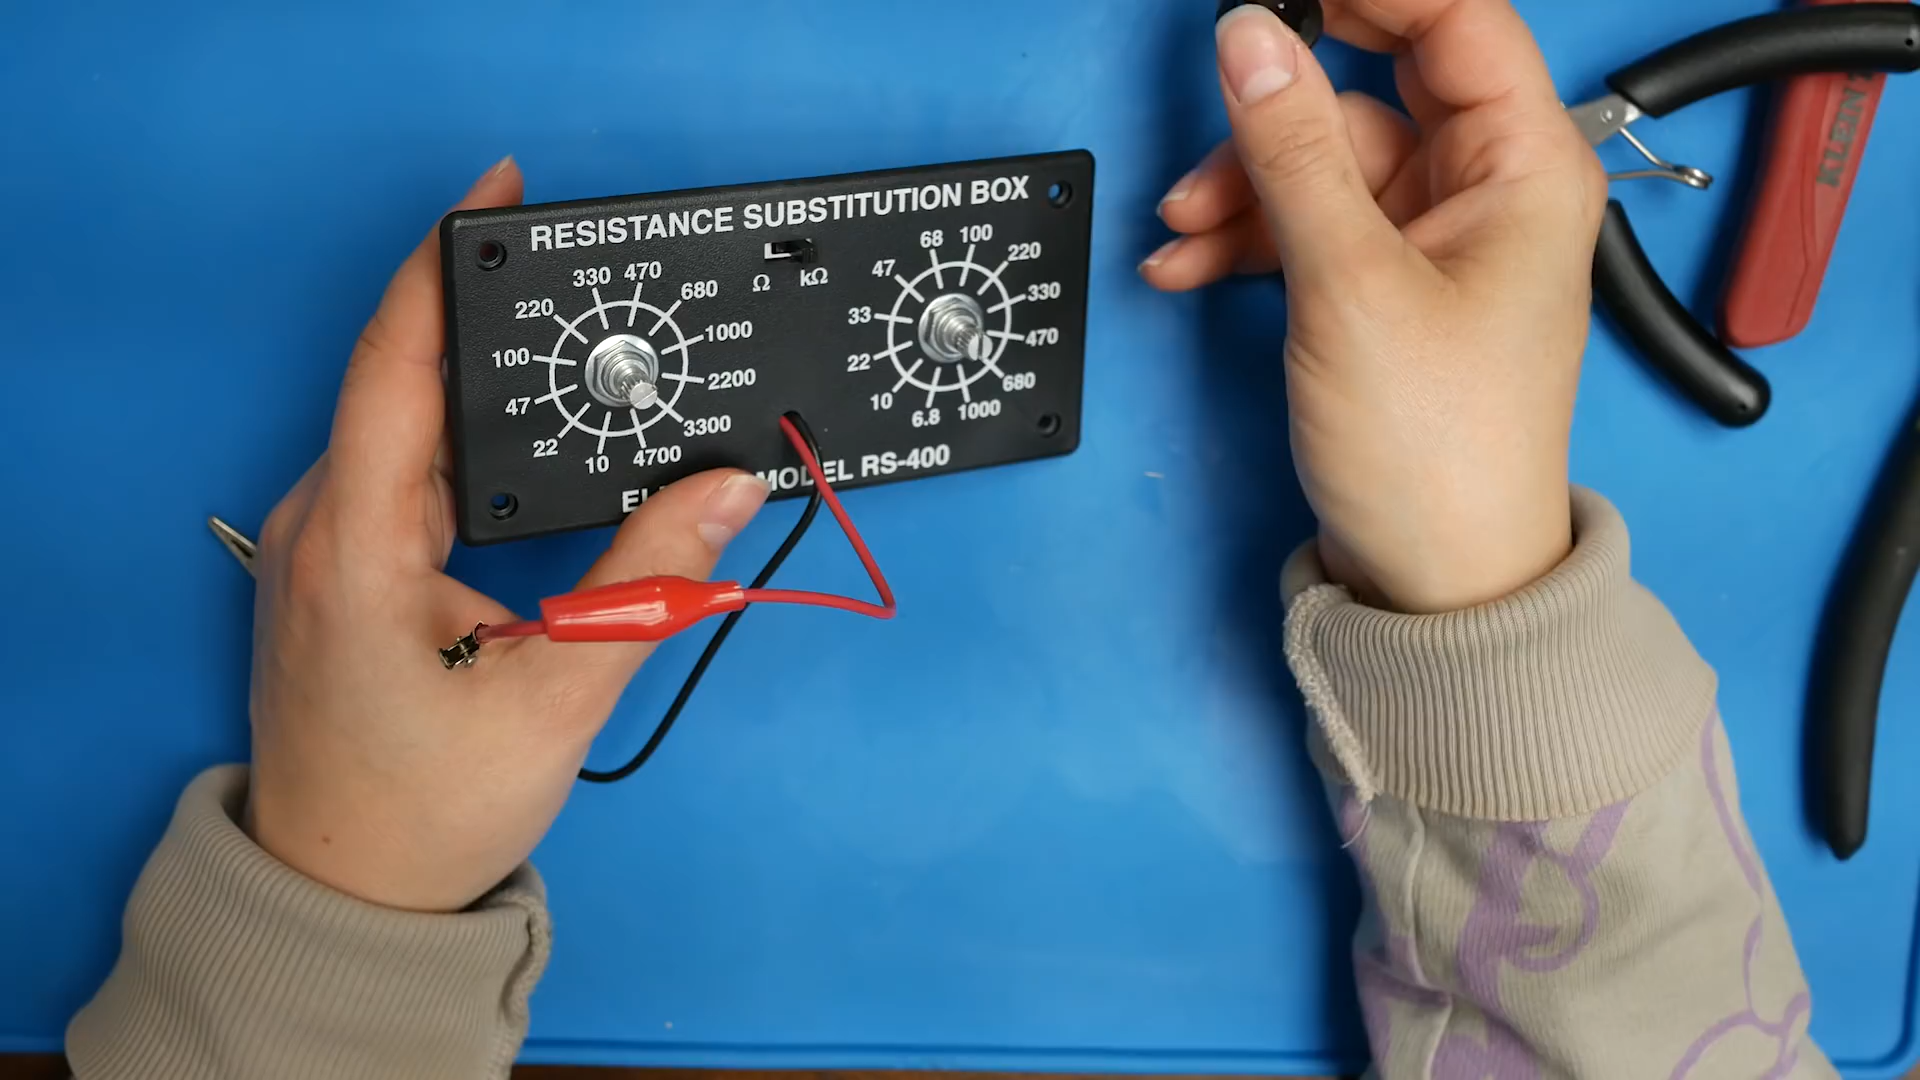 RESISTANCE SUBSTITUTION BOX
Ω kΩ
10 22 47 100 220 330 470 680 1000 2200 3300 4700
6.8 10 22 33 47 68 100 220 330 470 680 1000
MODEL RS-400
KLEIN